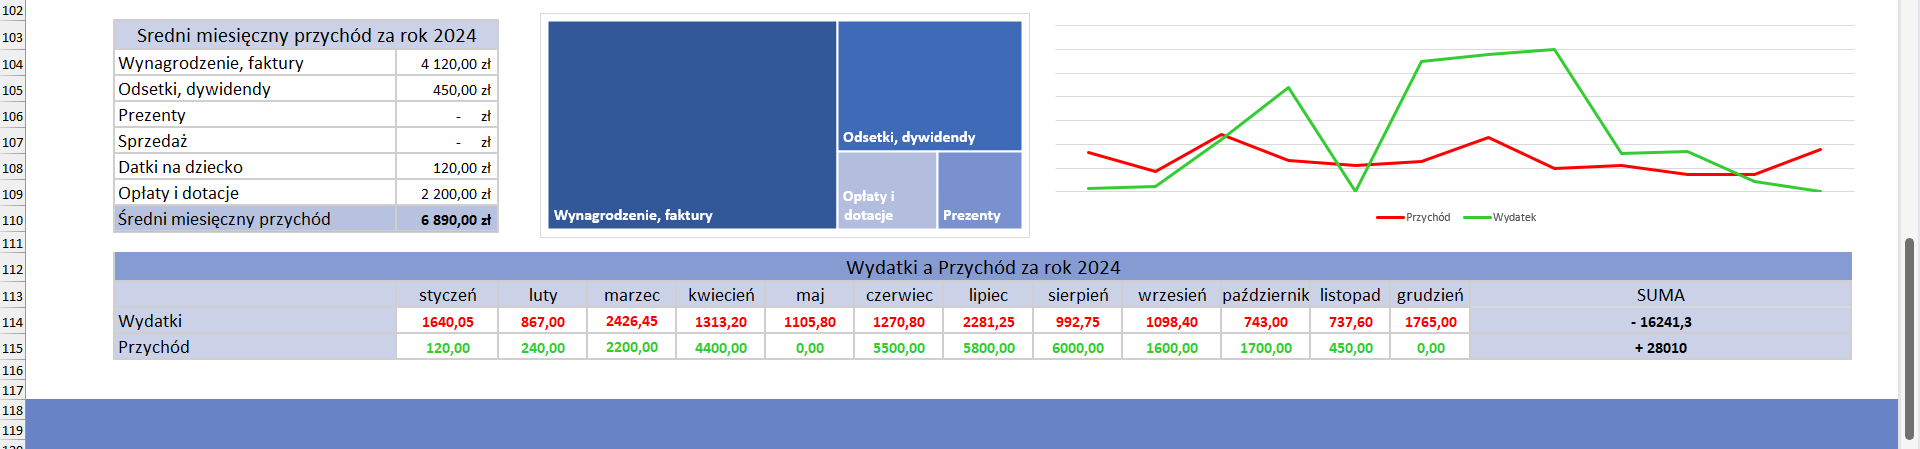 102
103 Sredni miesięczny przychód za rok 2024
104 Wynagrodzenie, faktury 4 120,00 zł
105 Odsetki, dywidendy 450,00 zł
106 Prezenty - zł
107 Sprzedaż - zł
108 Datki na dziecko 120,00 zł
109 Opłaty i dotacje 2 200,00 zł
110 Średni miesięczny przychód 6 890,00 zł
Wynagrodzenie, faktury
Odsetki, dywidendy
Opłaty i
dotacje
Prezenty
Przychód Wydatek
111
112 Wydatki a Przychód za rok 2024
113 styczeń luty marzec kwiecień maj czerwiec lipiec sierpień wrzesień październik listopad grudzień SUMA
114 Wydatki 1640,05 867,00 2426,45 1313,20 1105,80 1270,80 2281,25 992,75 1098,40 743,00 737,60 1765,00 - 16241,3
115 Przychód 120,00 240,00 2200,00 4400,00 0,00 5500,00 5800,00 6000,00 1600,00 1700,00 450,00 0,00 + 28010
116
117
118
119